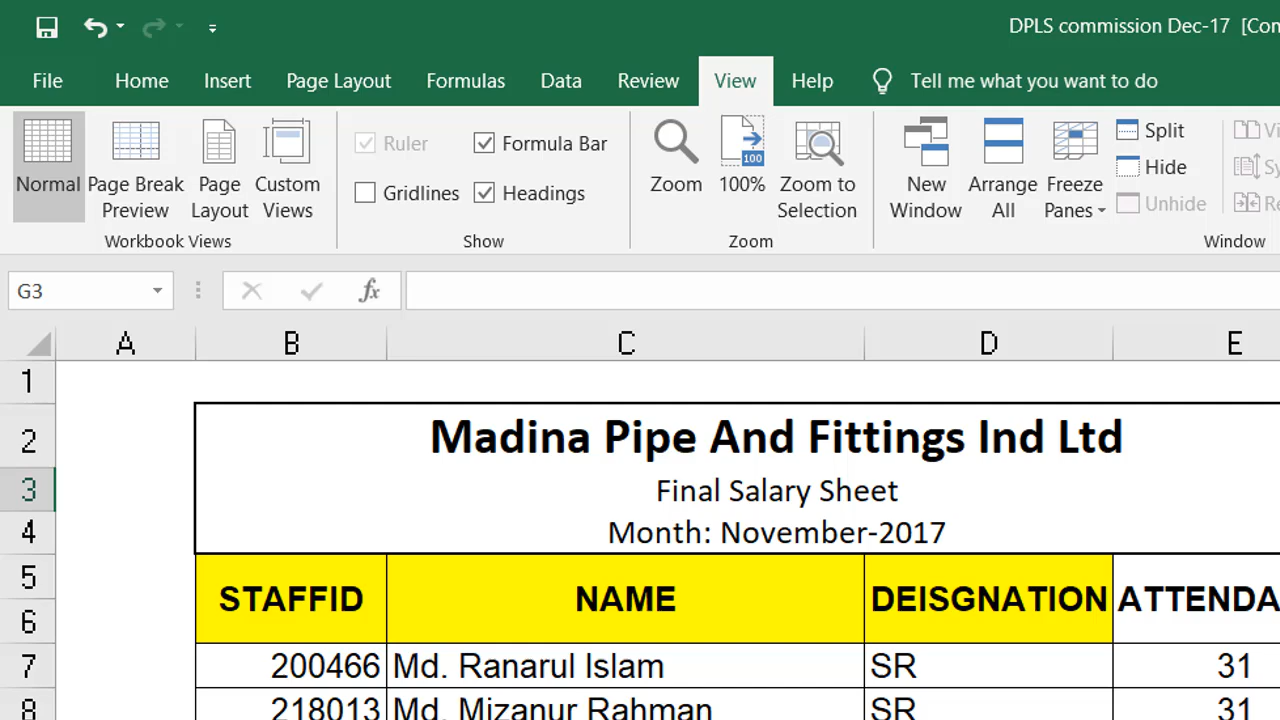 DPLS commission Dec-17 [Con
File Home Insert Page Layout Formulas Data Review View Help Tell me what you want to do
Normal Page Break Preview Page Layout Custom Views
Workbook Views
Ruler Formula Bar
Gridlines Headings
Show
Zoom 100% Zoom to Selection
100
Zoom
New Window Arrange All Freeze Panes
Split
Hide
Unhide
Window
G3 fx
A B C D E
1
2 Madina Pipe And Fittings Ind Ltd
3 Final Salary Sheet
4 Month: November-2017
5 STAFFID NAME DEISGNATION ATTENDA
6
7 200466 Md. Ranarul Islam SR 31
8 218013 Md. Mizanur Rahman SR 31